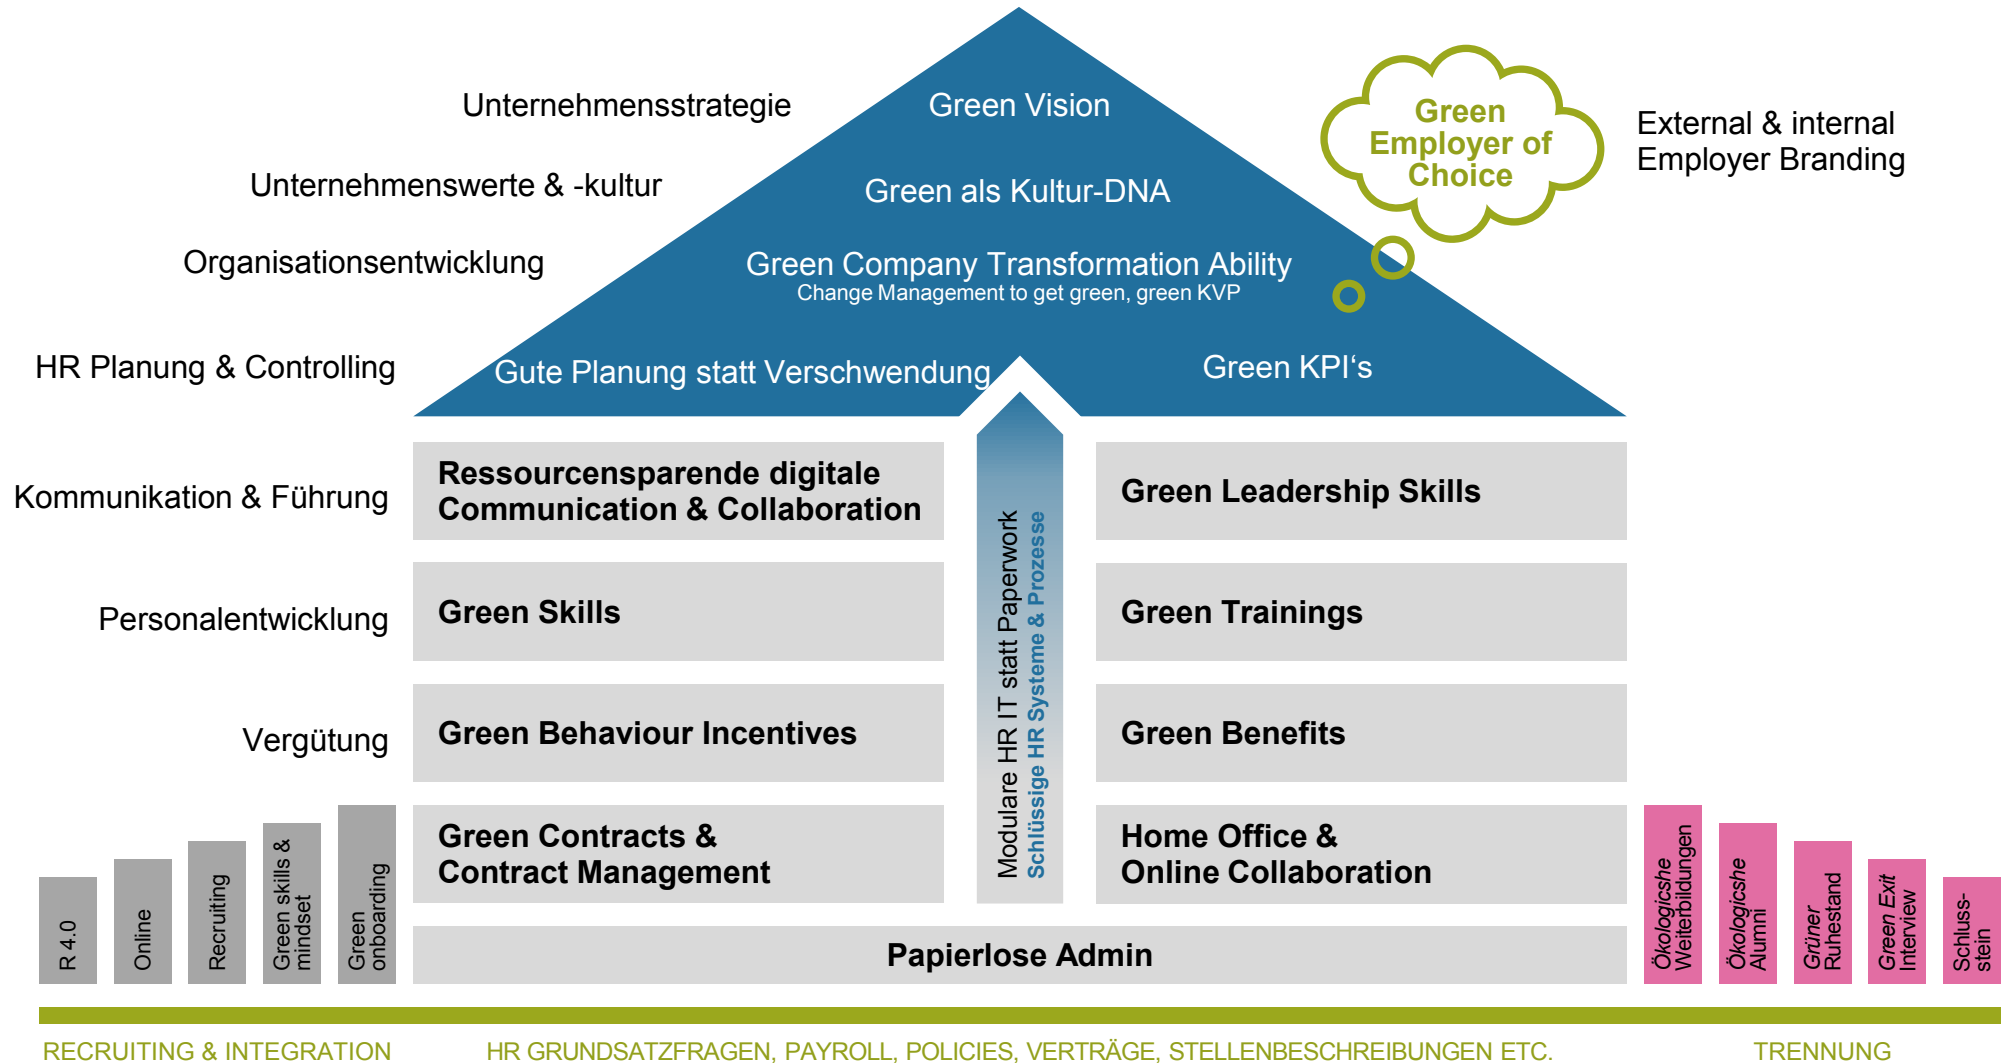 Unternehmensstrategie
Green Vision
Green
Employer of
Choice
External & internal
Employer Branding
Unternehmenswerte & -kultur
Green als Kultur-DNA
Organisationsentwicklung
Green Company Transformation Ability
Change Management to get green, green KVP
HR Planung & Controlling
Gute Planung statt Verschwendung
Green KPI‘s
Kommunikation & Führung
Ressourcensparende digitale
Communication & Collaboration
Green Leadership Skills
Personalentwicklung
Green Skills
Green Trainings
Vergütung
Green Behaviour Incentives
Green Benefits
Modulare HR IT statt Paperwork
Schlüssige HR Systeme & Prozesse
Green Contracts &
Contract Management
Home Office &
Online Collaboration
Papierlose Admin
R 4.0
Online
Recruiting
Green skills &
mindset
Green
onboarding
Ökologicshe
Weiterbildungen
Ökologicshe
Alumni
Grüner
Ruhestand
Green Exit
Interview
Schluss-
stein
RECRUITING & INTEGRATION
HR GRUNDSATZFRAGEN, PAYROLL, POLICIES, VERTRÄGE, STELLENBESCHREIBUNGEN ETC.
TRENNUNG